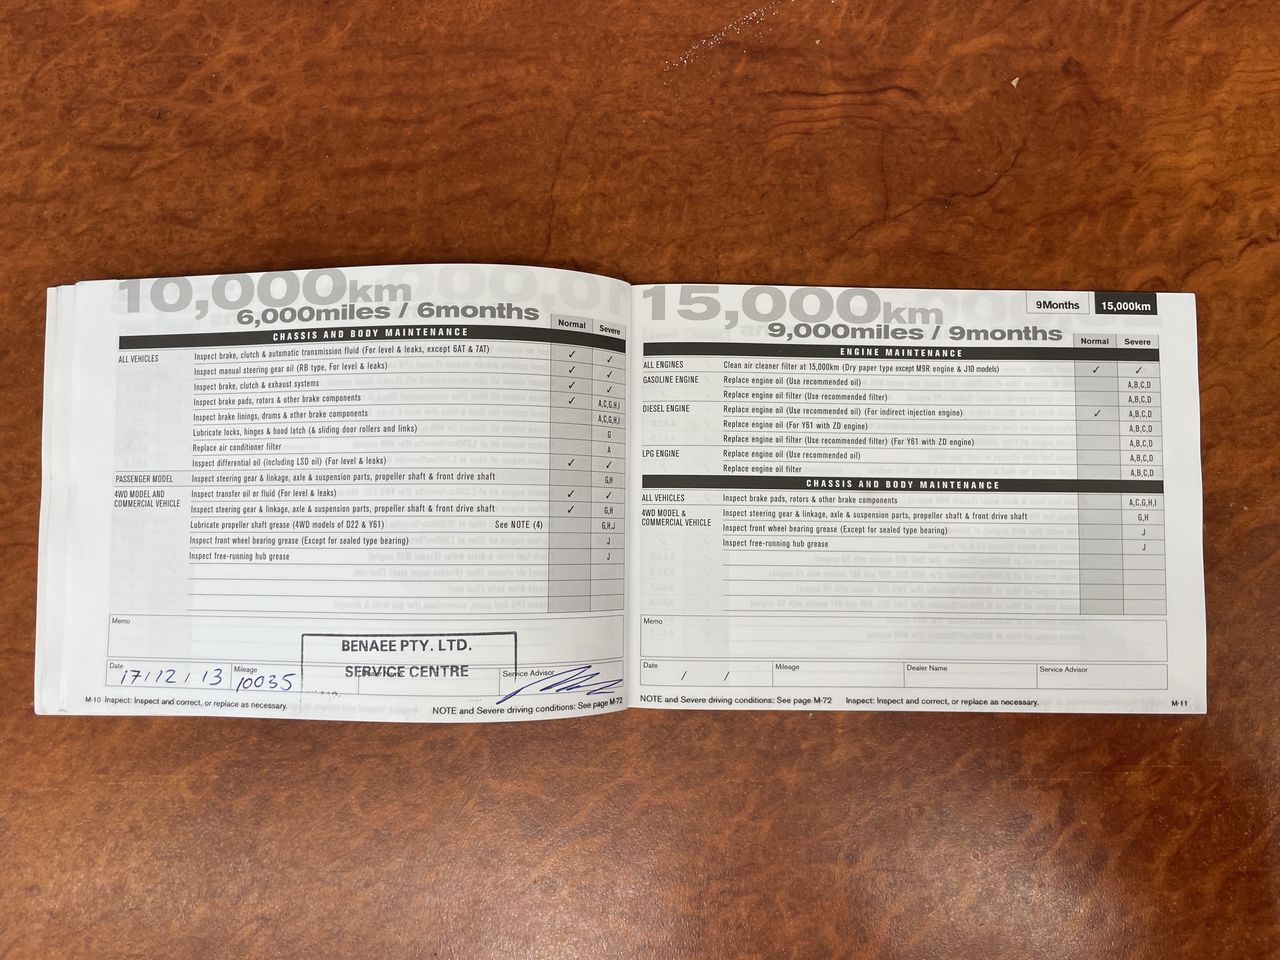 10,000km
6,000miles / 6months
Normal Severe
CHASSIS AND BODY MAINTENANCE
ALL VEHICLES Inspect brake, clutch & automatic transmission fluid (For level & leaks, except 6AT & 7AT) ✓ ✓
Inspect manual steering gear oil (RB type, For level & leaks) ✓ ✓
Inspect brake, clutch & exhaust systems ✓ ✓
Inspect brake pads, rotors & other brake components ✓ A,C,G,H,I
Inspect brake linings, drums & other brake components A,C,G,H,I
Lubricate locks, hinges & hood latch (& sliding door rollers and links) G
Replace air conditioner filter A
Inspect differential oil (including LSD oil) (For level & leaks) ✓ ✓
PASSENGER MODEL Inspect steering gear & linkage, axle & suspension parts, propeller shaft & front drive shaft G,H
4WD MODEL AND COMMERCIAL VEHICLE Inspect transfer oil or fluid (For level & leaks) ✓ ✓
Inspect steering gear & linkage, axle & suspension parts, propeller shaft & front drive shaft ✓ G,H
Lubricate propeller shaft grease (4WD models of D22 & Y61) See NOTE (4) G,H,J
Inspect front wheel bearing grease (Except for sealed type bearing) J
Inspect free-running hub grease J
Memo
BENAEE PTY. LTD.
SERVICE CENTRE
Date 17/12/13 Mileage 10035 Service Advisor
M-10 Inspect: Inspect and correct, or replace as necessary. NOTE and Severe driving conditions: See page M-72
15,000km
9,000miles / 9months
9Months 15,000km
Normal Severe
ENGINE MAINTENANCE
ALL ENGINES Clean air cleaner filter at 15,000km (Dry paper type except M9R engine & J10 models) ✓ ✓
GASOLINE ENGINE Replace engine oil (Use recommended oil) A,B,C,D
Replace engine oil filter (Use recommended filter) A,B,C,D
DIESEL ENGINE Replace engine oil (Use recommended oil) (For indirect injection engine) ✓ A,B,C,D
Replace engine oil (For Y61 with ZD engine) A,B,C,D
Replace engine oil filter (Use recommended filter) (For Y61 with ZD engine) A,B,C,D
LPG ENGINE Replace engine oil (Use recommended oil) A,B,C,D
Replace engine oil filter A,B,C,D
CHASSIS AND BODY MAINTENANCE
ALL VEHICLES Inspect brake pads, rotors & other brake components A,C,G,H,I
4WD MODEL & COMMERCIAL VEHICLE Inspect steering gear & linkage, axle & suspension parts, propeller shaft & front drive shaft G,H
Inspect front wheel bearing grease (Except for sealed type bearing) J
Inspect free-running hub grease J
Memo
Date / / Mileage Dealer Name Service Advisor
NOTE and Severe driving conditions: See page M-72 Inspect: Inspect and correct, or replace as necessary. M-11